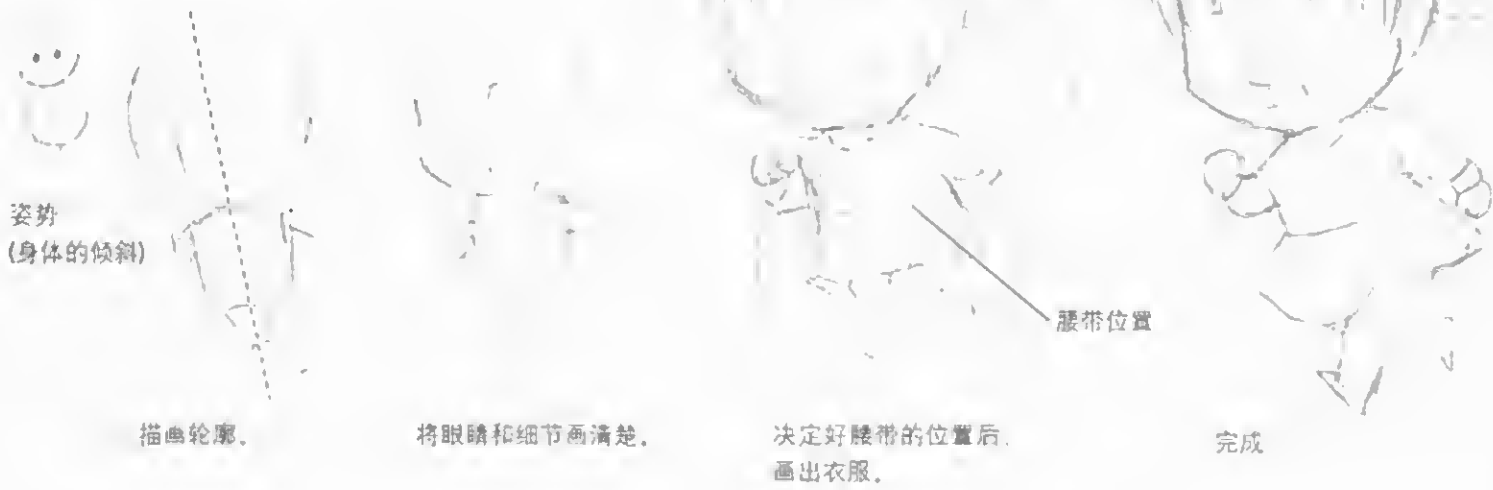 姿势
(身体的倾斜)
腰带位置
描画轮廓.
将眼睛和细节画清楚.
决定好腰带的位置后.
画出衣服.
完成